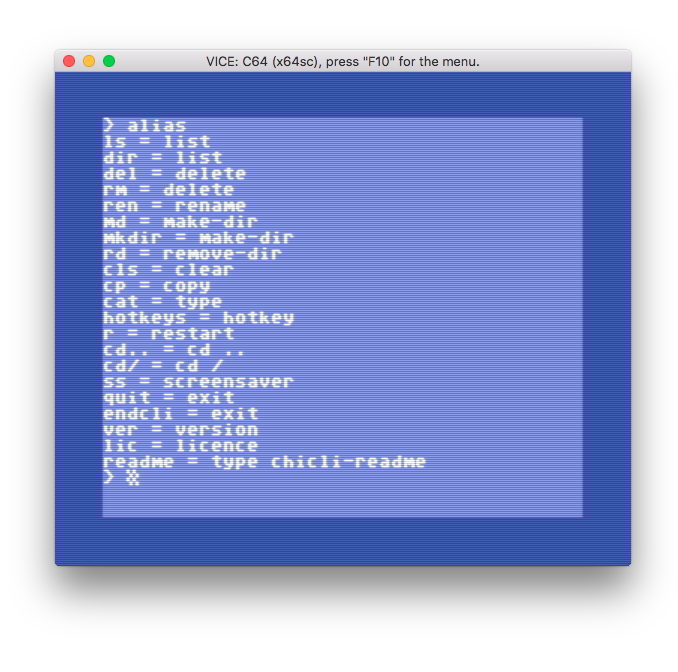 VICE: C64 (x64sc), press "F10" for the menu.
> alias
ls = list
dir = list
del = delete
rm = delete
ren = rename
md = make-dir
mkdir = make-dir
rd = remove-dir
cls = clear
cp = copy
cat = type
hotkeys = hotkey
r = restart
cd.. = cd ..
cd/ = cd /
ss = screensaver
quit = exit
endcli = exit
ver = version
lic = licence
readme = type chicli-readme
>